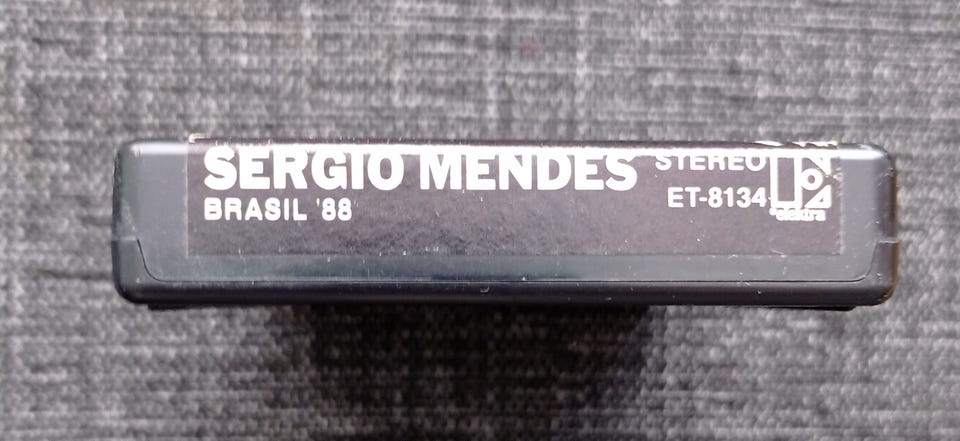 SERGIO MENDES STEREO
BRASIL '88 ET-8134
elektra